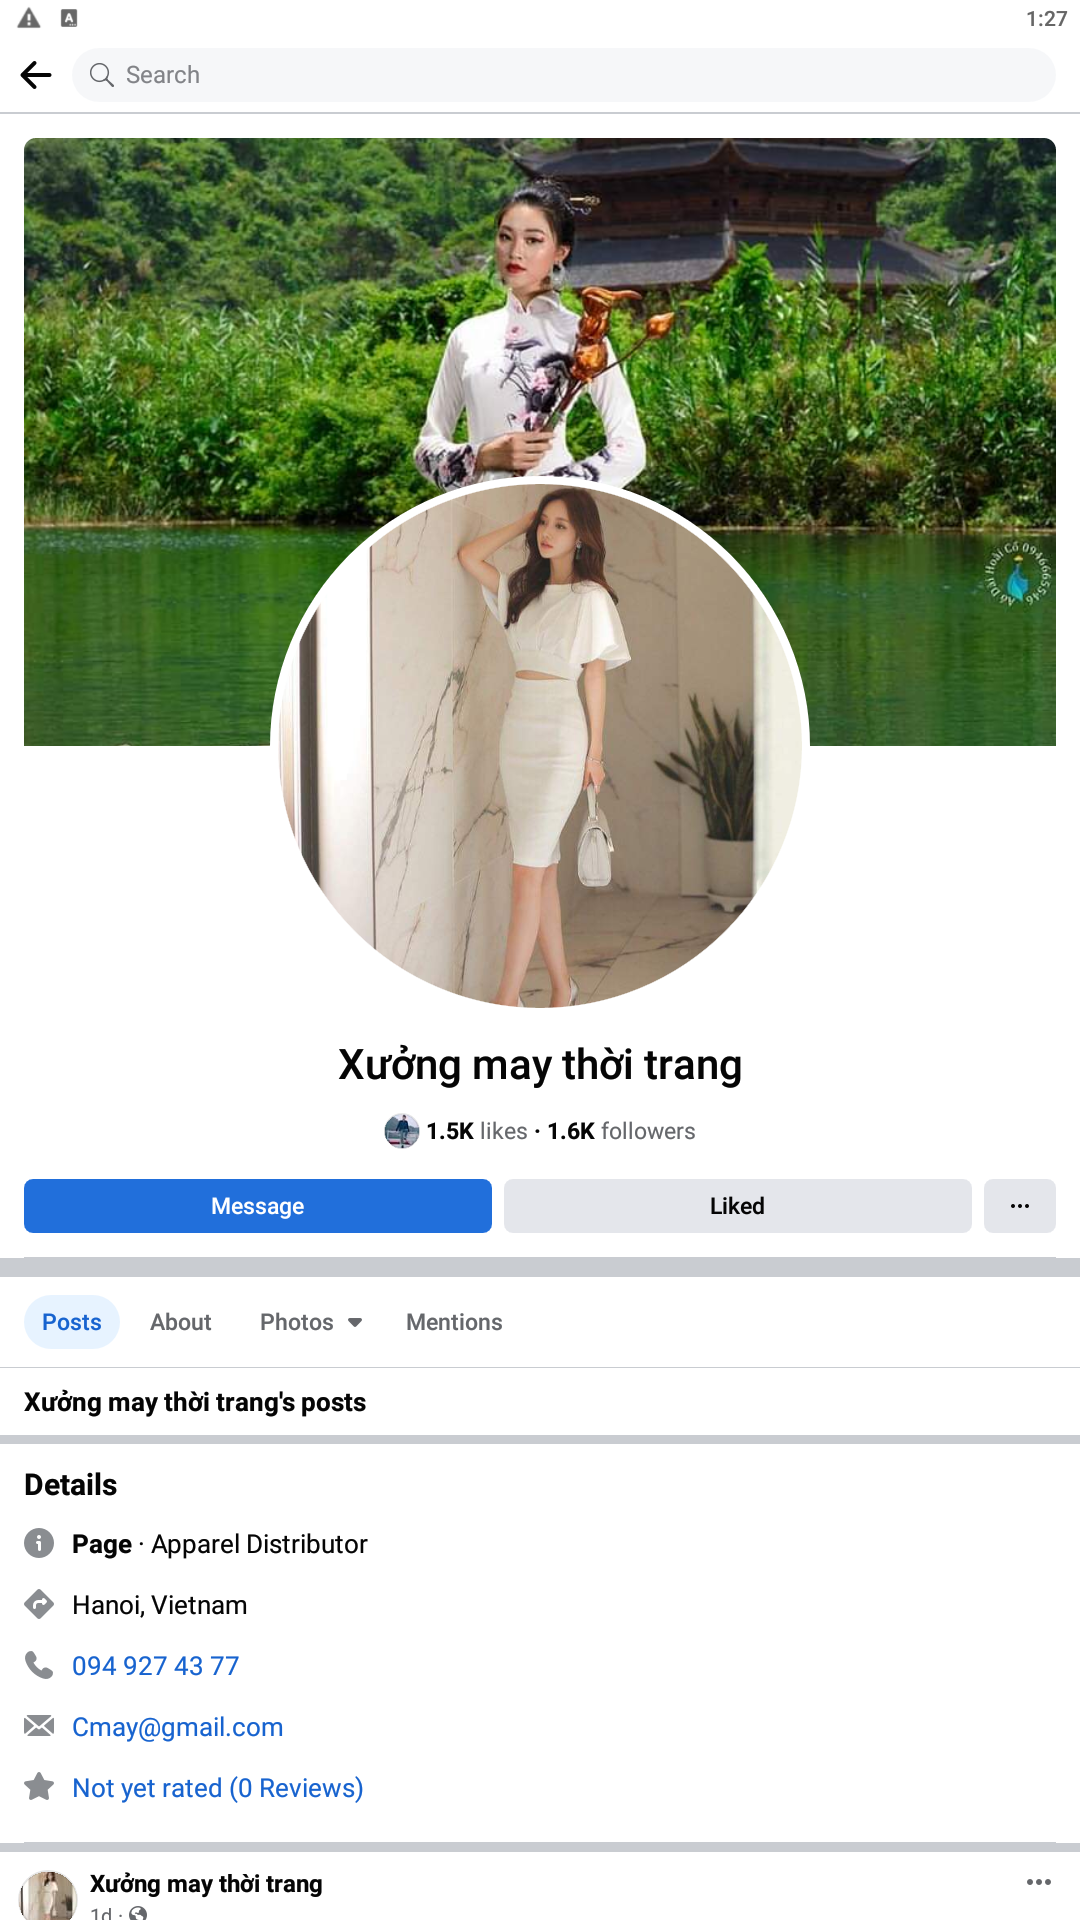 1:27
Search
Áo Dài Hoài Cổ 0946665546
Xưởng may thời trang
1.5K likes · 1.6K followers
Message
Liked
Posts
About
Photos
Mentions
Xưởng may thời trang's posts
Details
Page · Apparel Distributor
Hanoi, Vietnam
094 927 43 77
Cmay@gmail.com
Not yet rated (0 Reviews)
Xưởng may thời trang
1d ·